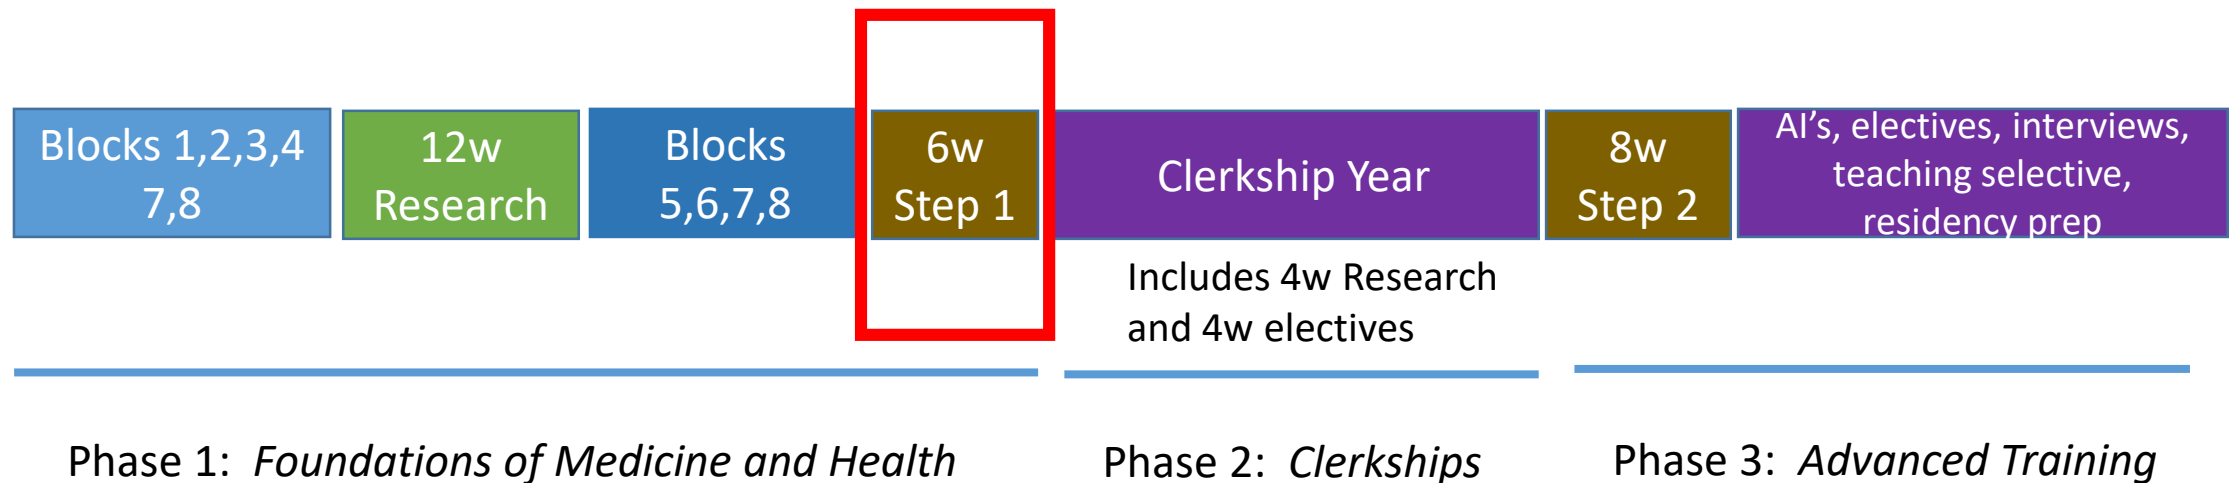 Blocks 1,2,3,4
7,8
12w
Research
Blocks
5,6,7,8
6w
Step 1
Clerkship Year
8w
Step 2
AI's, electives, interviews,
teaching selective,
residency prep
Includes 4w Research
and 4w electives
Phase 1: Foundations of Medicine and Health
Phase 2: Clerkships
Phase 3: Advanced Training